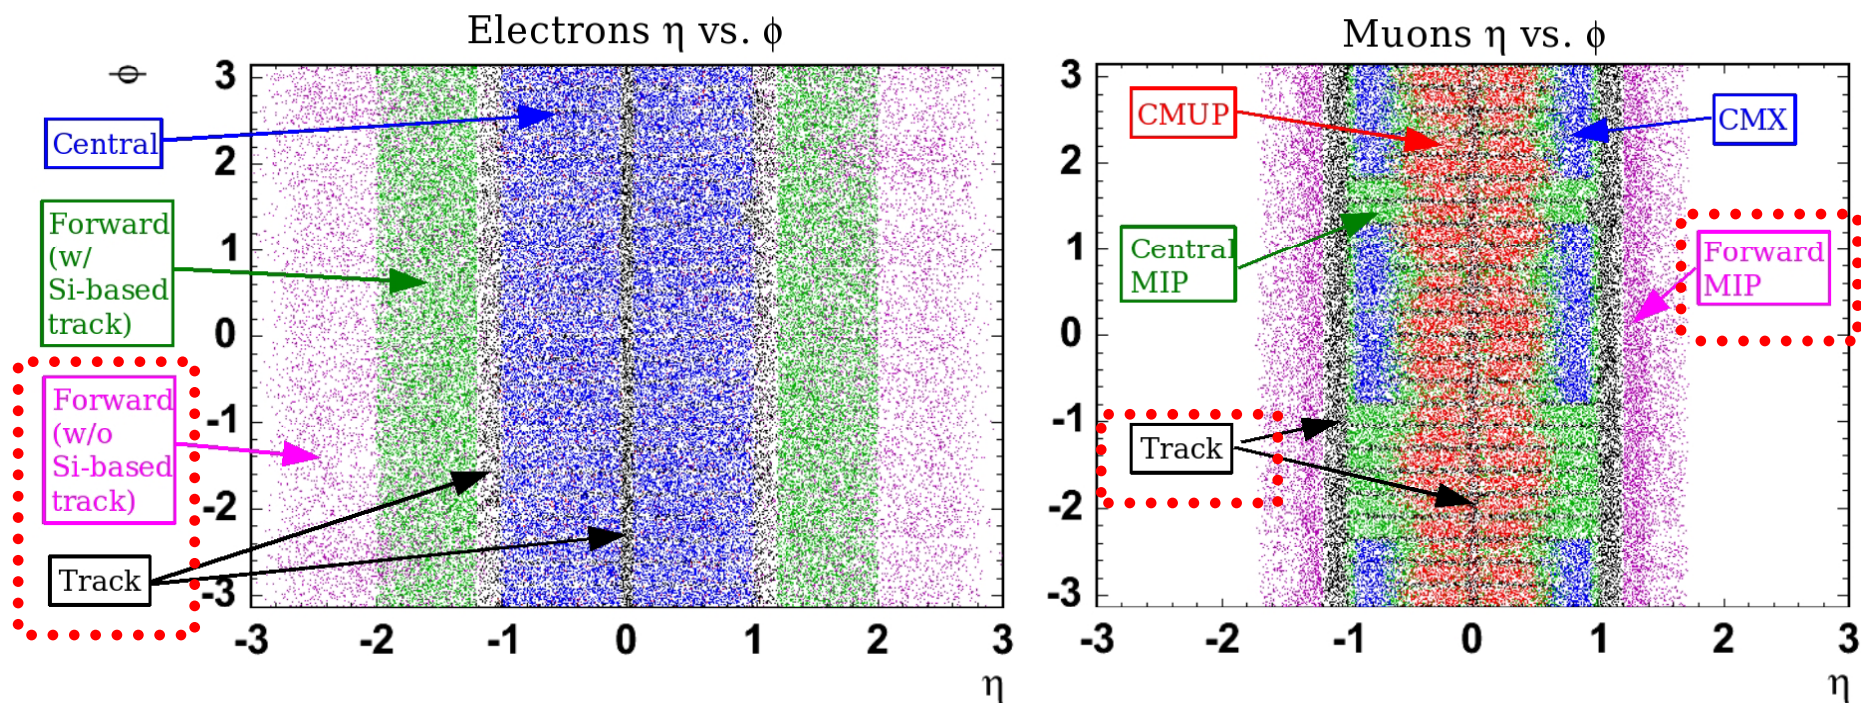 Electrons η vs. ϕ
ϕ
Central
Forward
(w/
Si-based
track)
Forward
(w/o
Si-based
track)
Track
3
2
1
0
-1
-2
-3
-3 -2 -1 0 1 2 3
η
Muons η vs. ϕ
CMUP
CMX
Central
MIP
Forward
MIP
Track
3
2
1
0
-1
-2
-3
-3 -2 -1 0 1 2 3
η